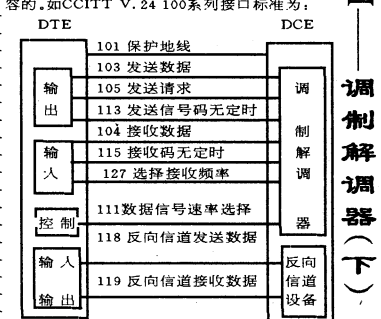 容的。如CCITT V.24 100系列接口标准为：
DTE
DCE
101 保护地线
103 发送数据
105 发送请求
113 发送信号码无定时
104 接收数据
115 接收码无定时
127 选择接收频率
111数据信号速率选择
118 反向信道发送数据
119 反向信道接收数据
输出
输入
控制
输入
输出
调制解调器
反向
信道
设备
调制解调器（下）